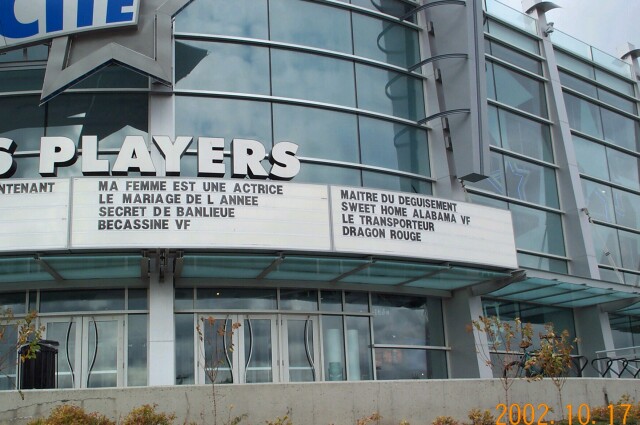 CITÉ
PLAYERS
NTENANT
MA FEMME EST UNE ACTRICE
LE MARIAGE DE L ANNEE
SECRET DE BANLIEUE
BECASSINE VF
MAITRE DU DEGUISEMENT
SWEET HOME ALABAMA VF
LE TRANSPORTEUR
DRAGON ROUGE
2002.10.17